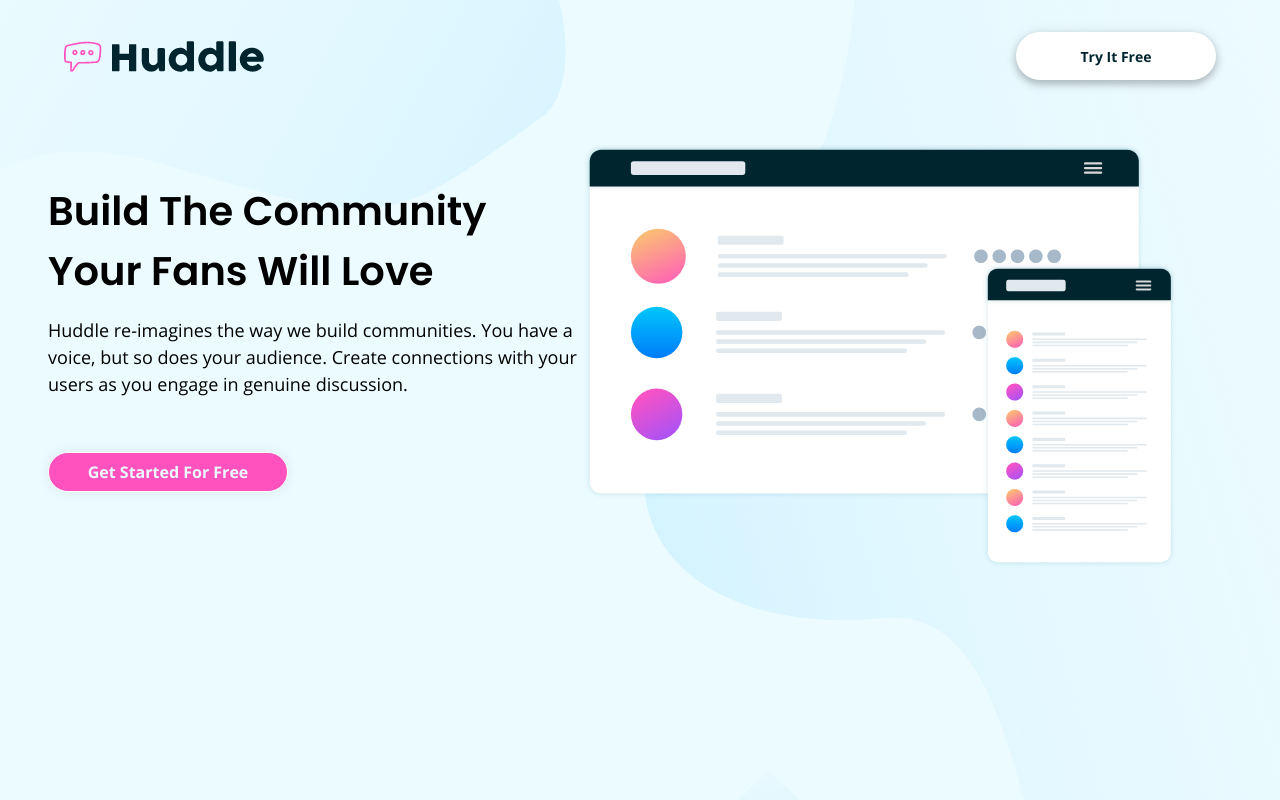 Huddle
Try It Free
Build The Community
Your Fans Will Love
Huddle re-imagines the way we build communities. You have a
voice, but so does your audience. Create connections with your
users as you engage in genuine discussion.
Get Started For Free